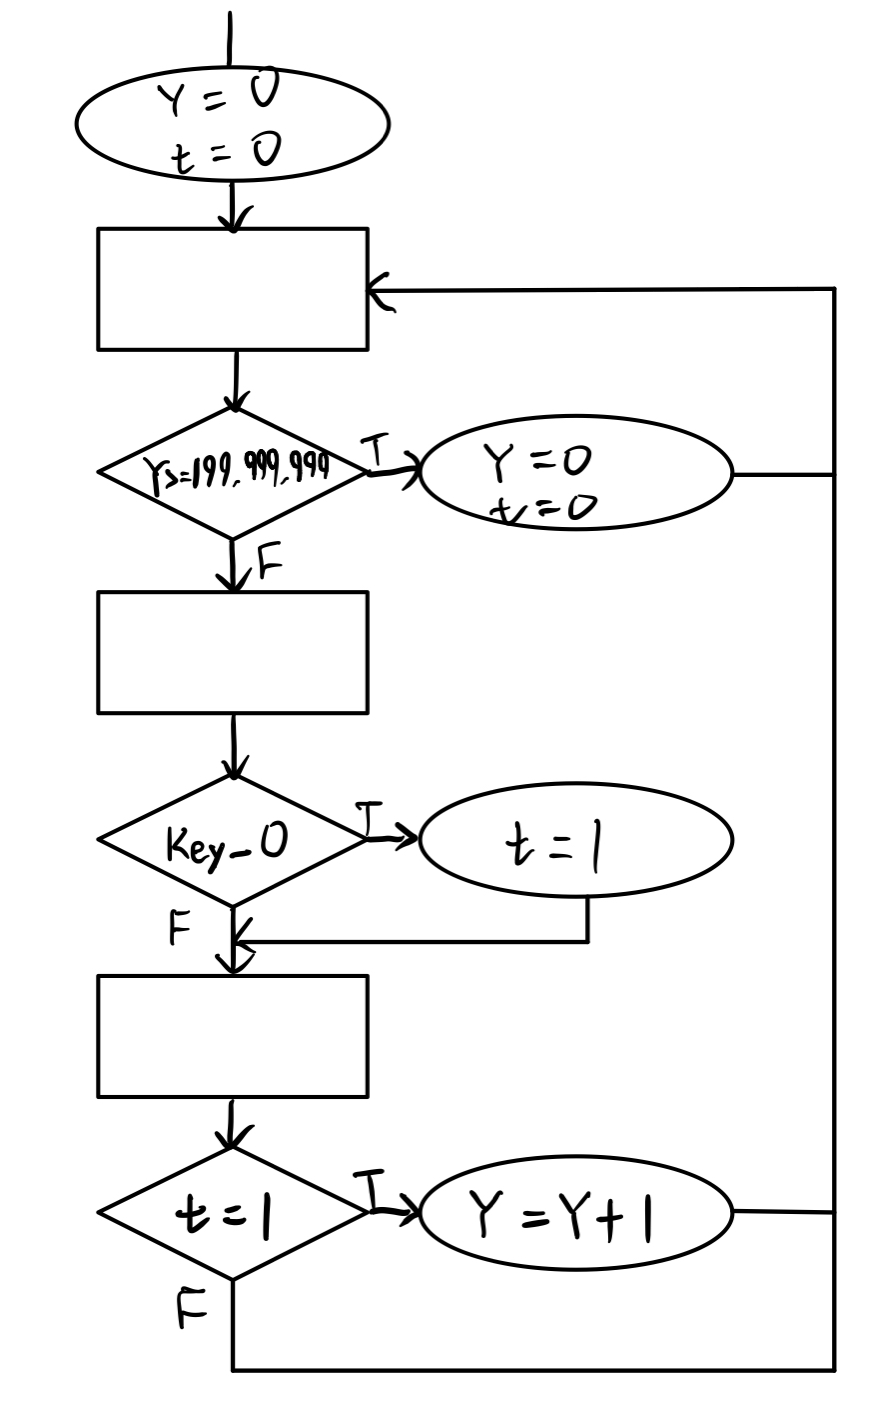 Y = 0
t = 0
Y>=199,999,999
T
Y=0
t=0
F
Key_0
T
t=1
F
t=1
T
Y=Y+1
F